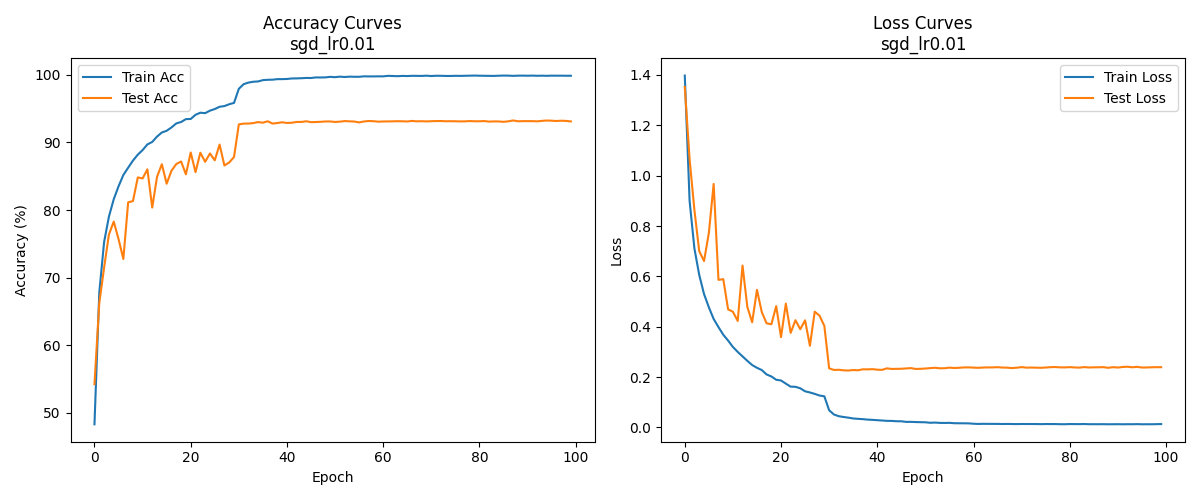 Accuracy Curves
sgd_lr0.01
Train Acc
Test Acc
Accuracy (%)
100
90
80
70
60
50
0
20
40
60
80
100
Epoch
Loss Curves
sgd_lr0.01
Train Loss
Test Loss
Loss
1.4
1.2
1.0
0.8
0.6
0.4
0.2
0.0
0
20
40
60
80
100
Epoch